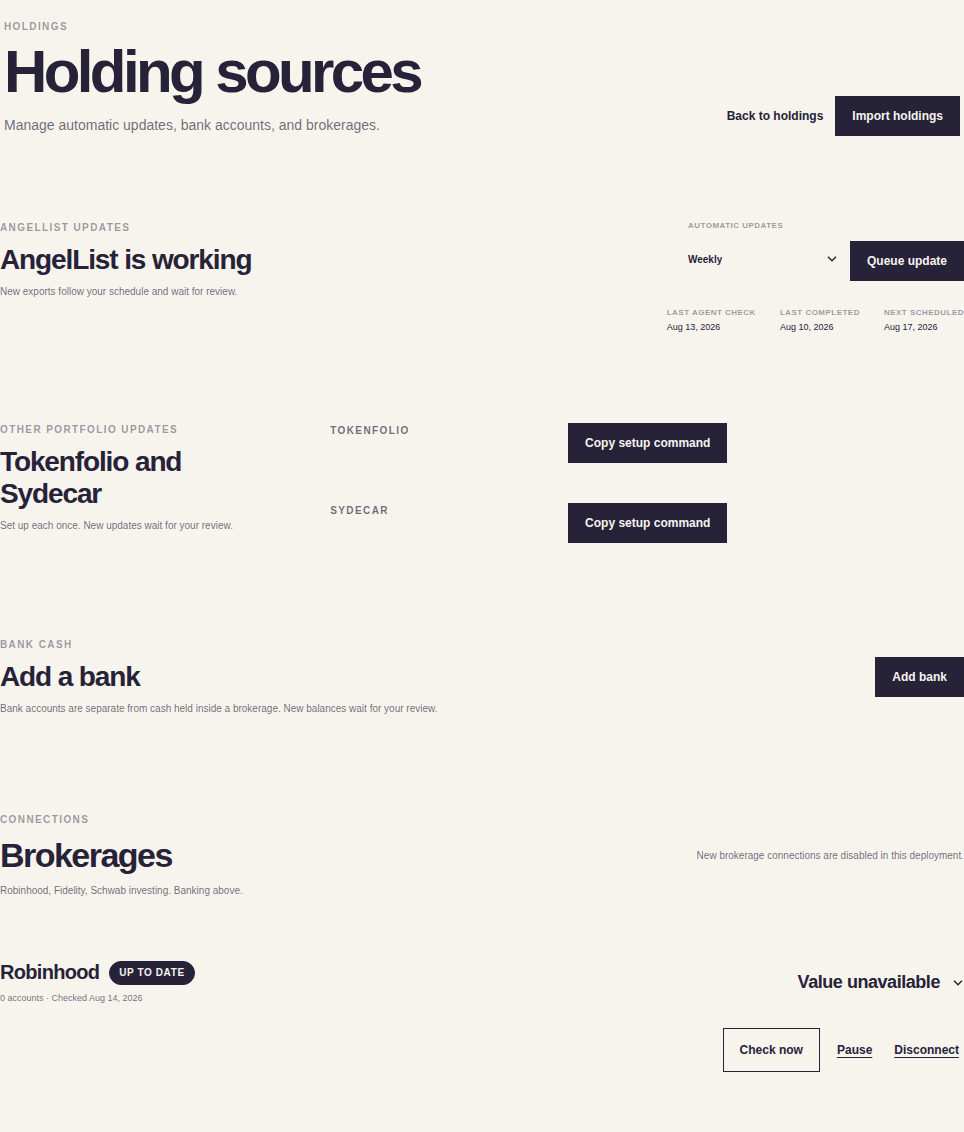 HOLDINGS
Holding sources
Manage automatic updates, bank accounts, and brokerages.
Back to holdings
Import holdings
ANGELLIST UPDATES
AngelList is working
New exports follow your schedule and wait for review.
AUTOMATIC UPDATES
Weekly
Queue update
LAST AGENT CHECK
Aug 13, 2026
LAST COMPLETED
Aug 10, 2026
NEXT SCHEDULED
Aug 17, 2026
OTHER PORTFOLIO UPDATES
Tokenfolio and
Sydecar
Set up each once. New updates wait for your review.
TOKENFOLIO
Copy setup command
SYDECAR
Copy setup command
BANK CASH
Add a bank
Bank accounts are separate from cash held inside a brokerage. New balances wait for your review.
Add bank
CONNECTIONS
Brokerages
Robinhood, Fidelity, Schwab investing. Banking above.
New brokerage connections are disabled in this deployment.
Robinhood
UP TO DATE
0 accounts · Checked Aug 14, 2026
Value unavailable
Check now
Pause
Disconnect